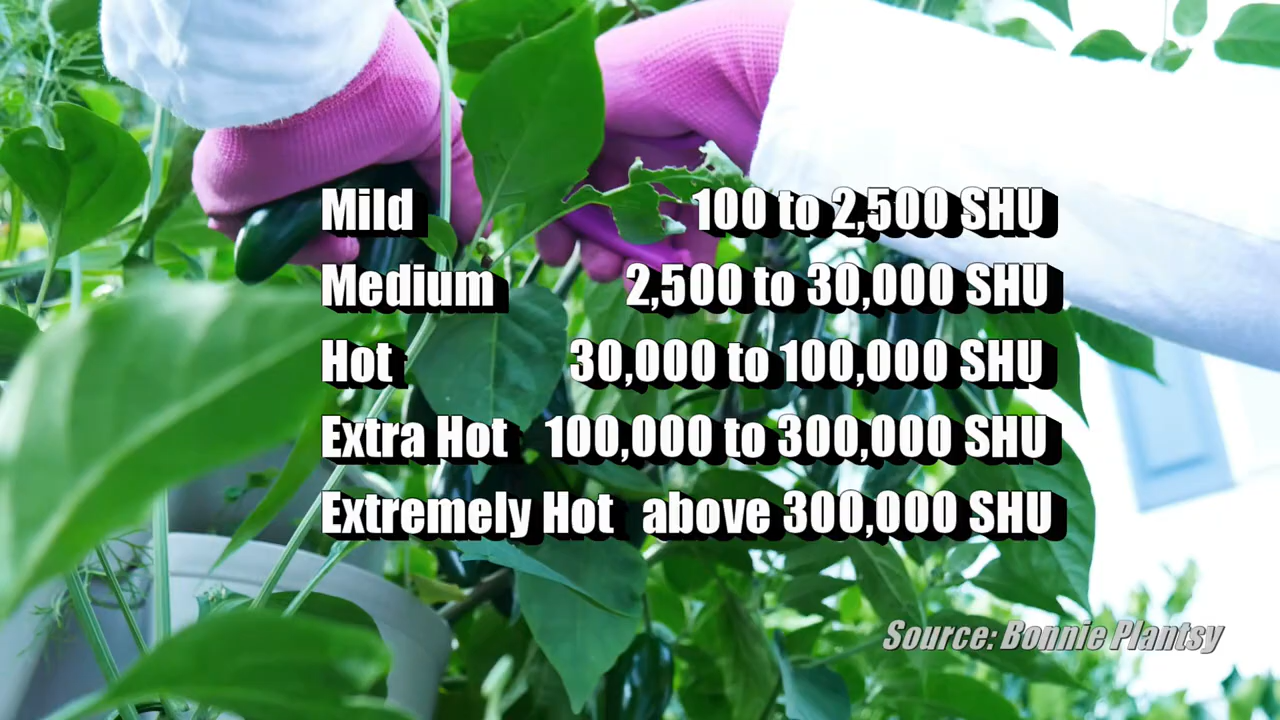 Mild 100 to 2,500 SHU
Medium 2,500 to 30,000 SHU
Hot 30,000 to 100,000 SHU
Extra Hot 100,000 to 300,000 SHU
Extremely Hot above 300,000 SHU
Source: Bonnie Plantsy